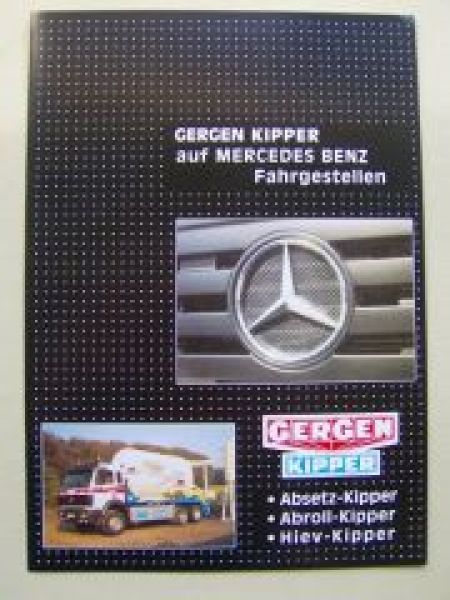 GERGEN KIPPER
auf MERCEDES BENZ
Fahrgestellen
GERGEN
KIPPER
• Absetz-Kipper
• Abroll-Kipper
• Hiev-Kipper